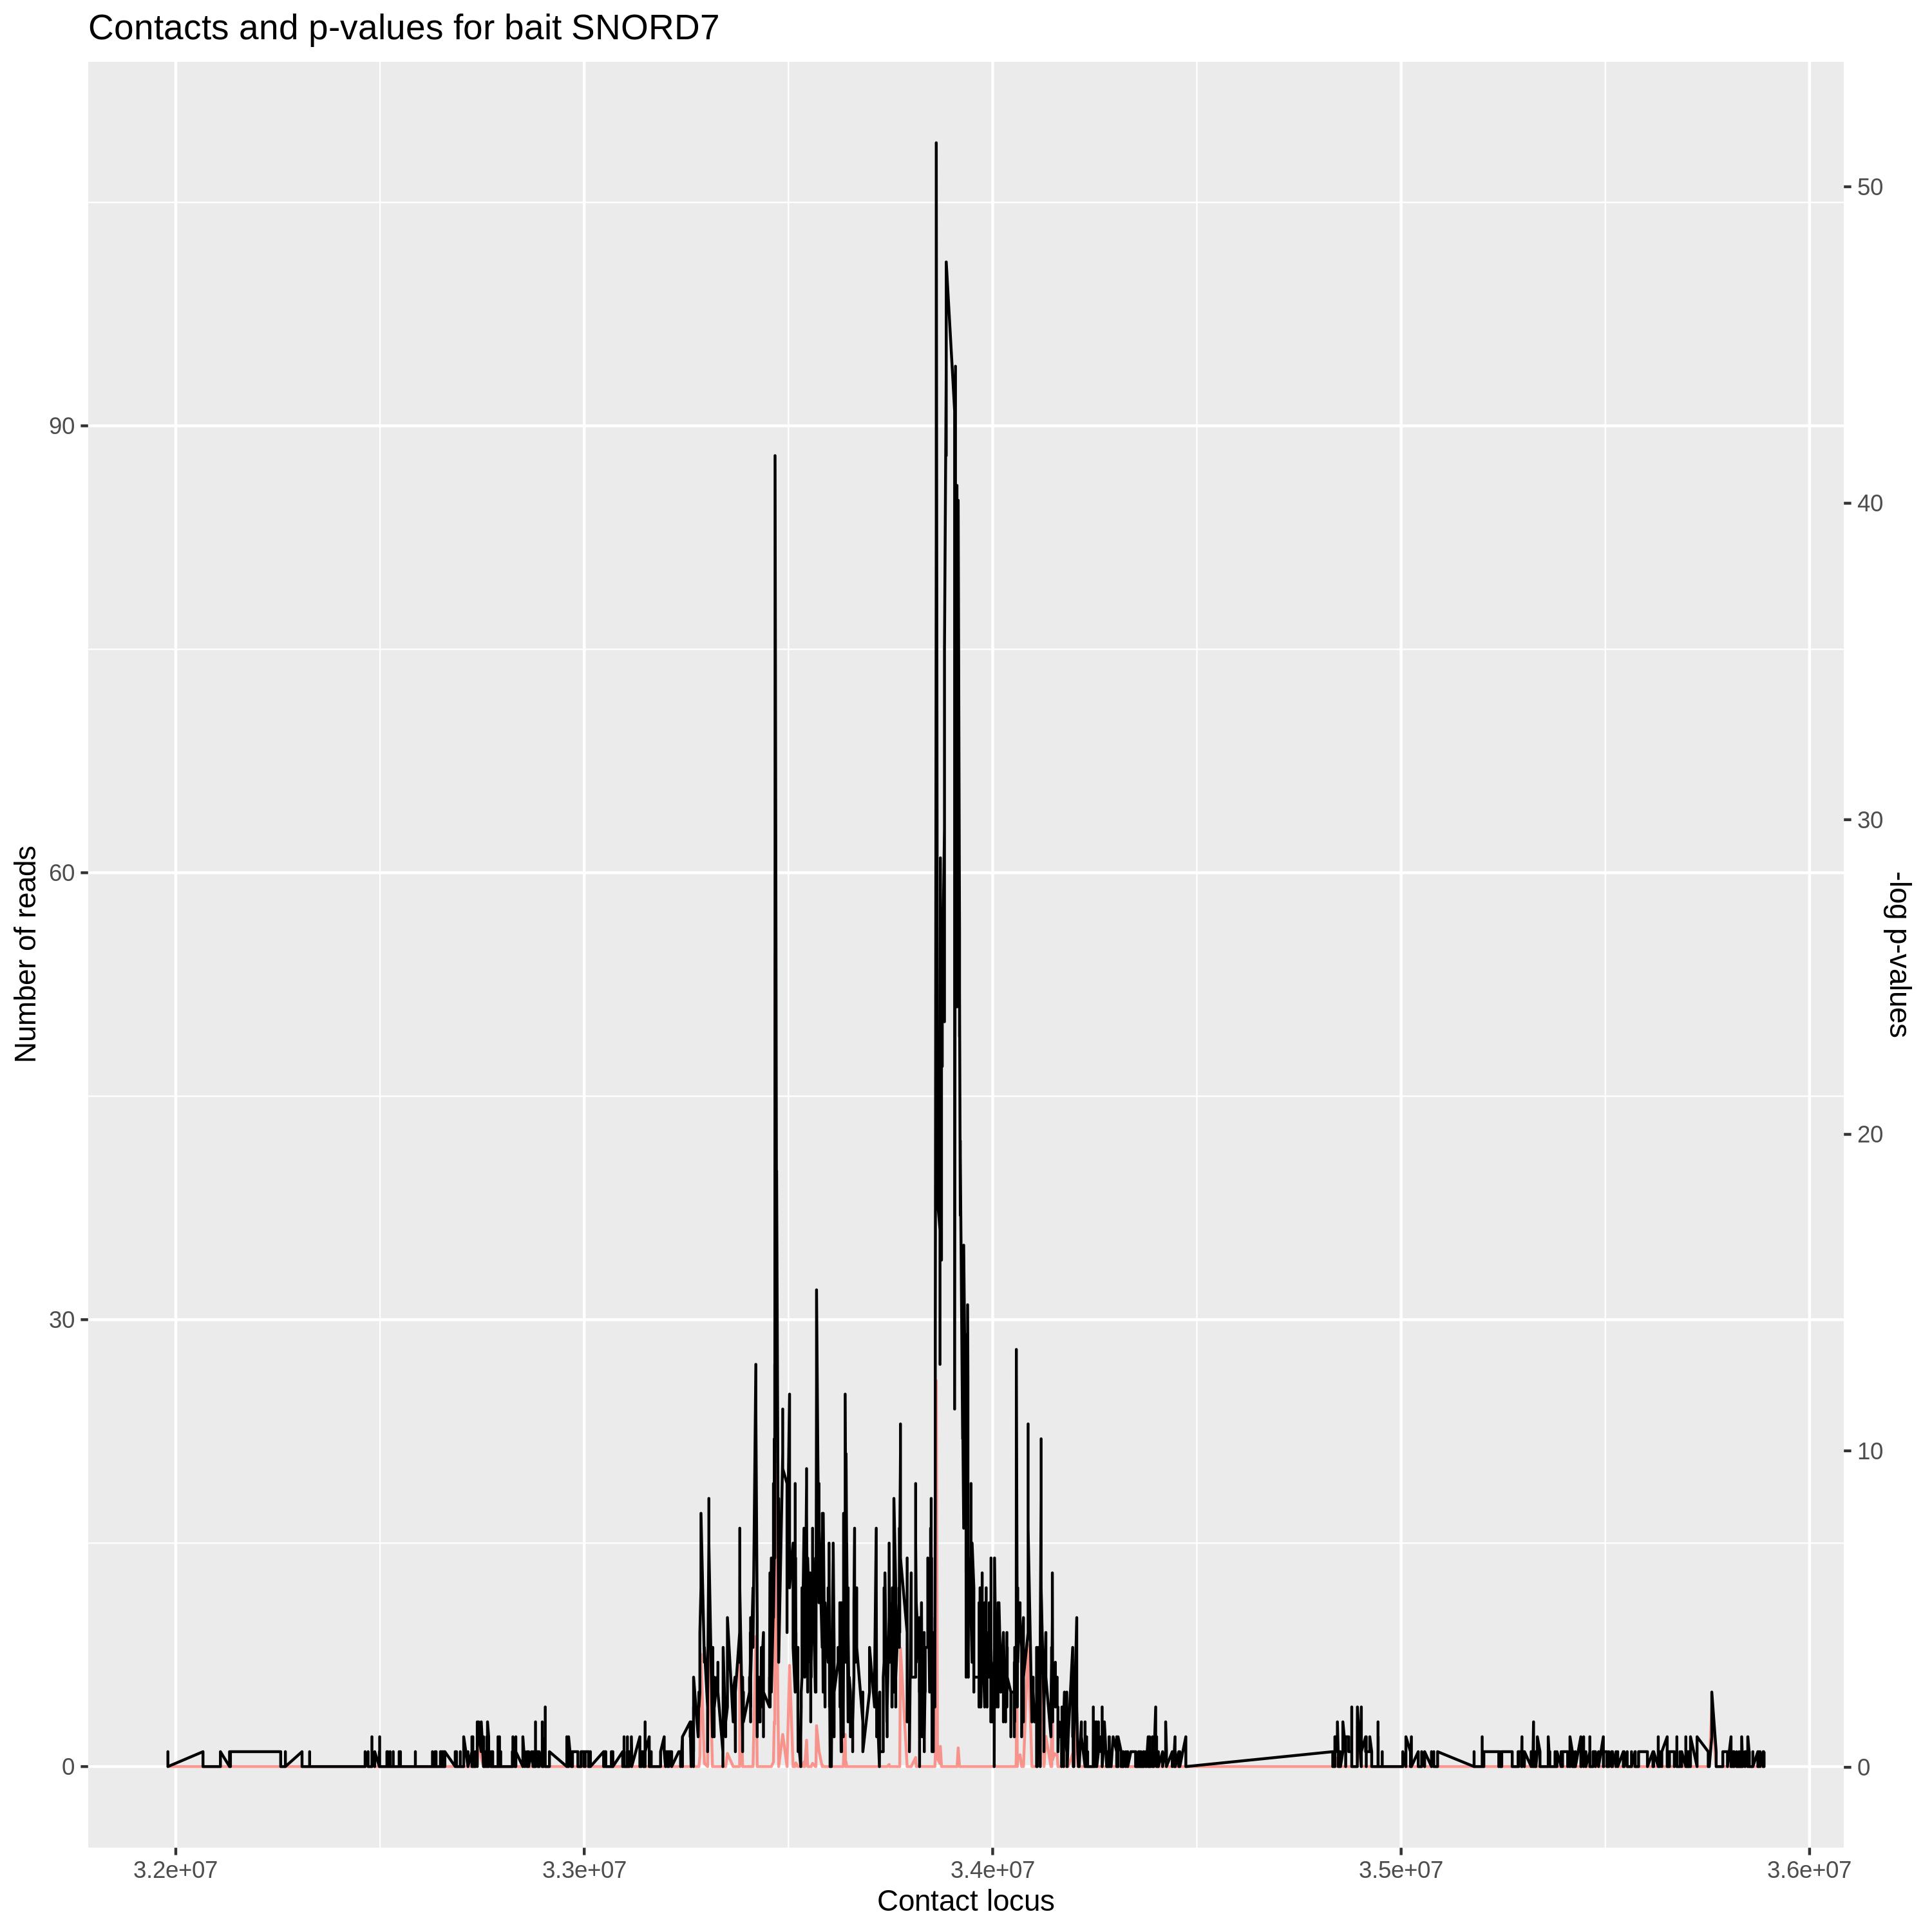 Contacts and p-values for bait SNORD7
Number of reads
90
60
30
0
50
40
30
20
10
0
-log p-values
3.2e+07 3.3e+07 3.4e+07 3.5e+07 3.6e+07
Contact locus